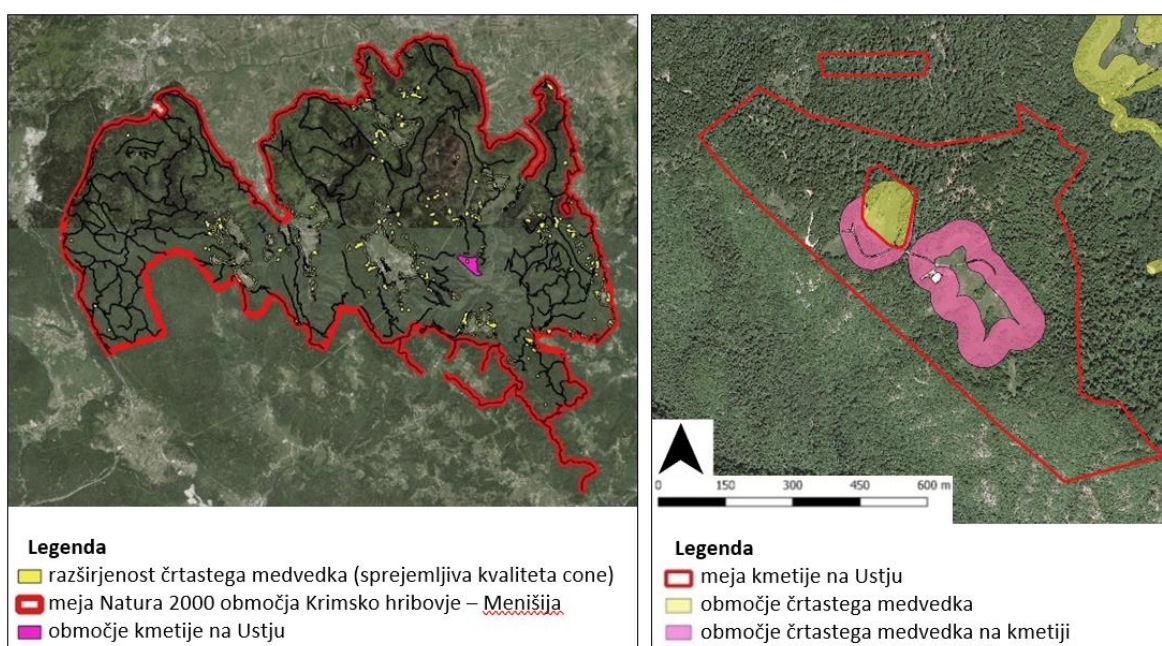 Legenda
razširjenost črtastega medvedka (sprejemljiva kvaliteta cone)
meja Natura 2000 območja Krimsko hribovje – Menišija
območje kmetije na Ustju
0 150 300 450 600 m
Legenda
meja kmetije na Ustju
območje črtastega medvedka
območje črtastega medvedka na kmetiji